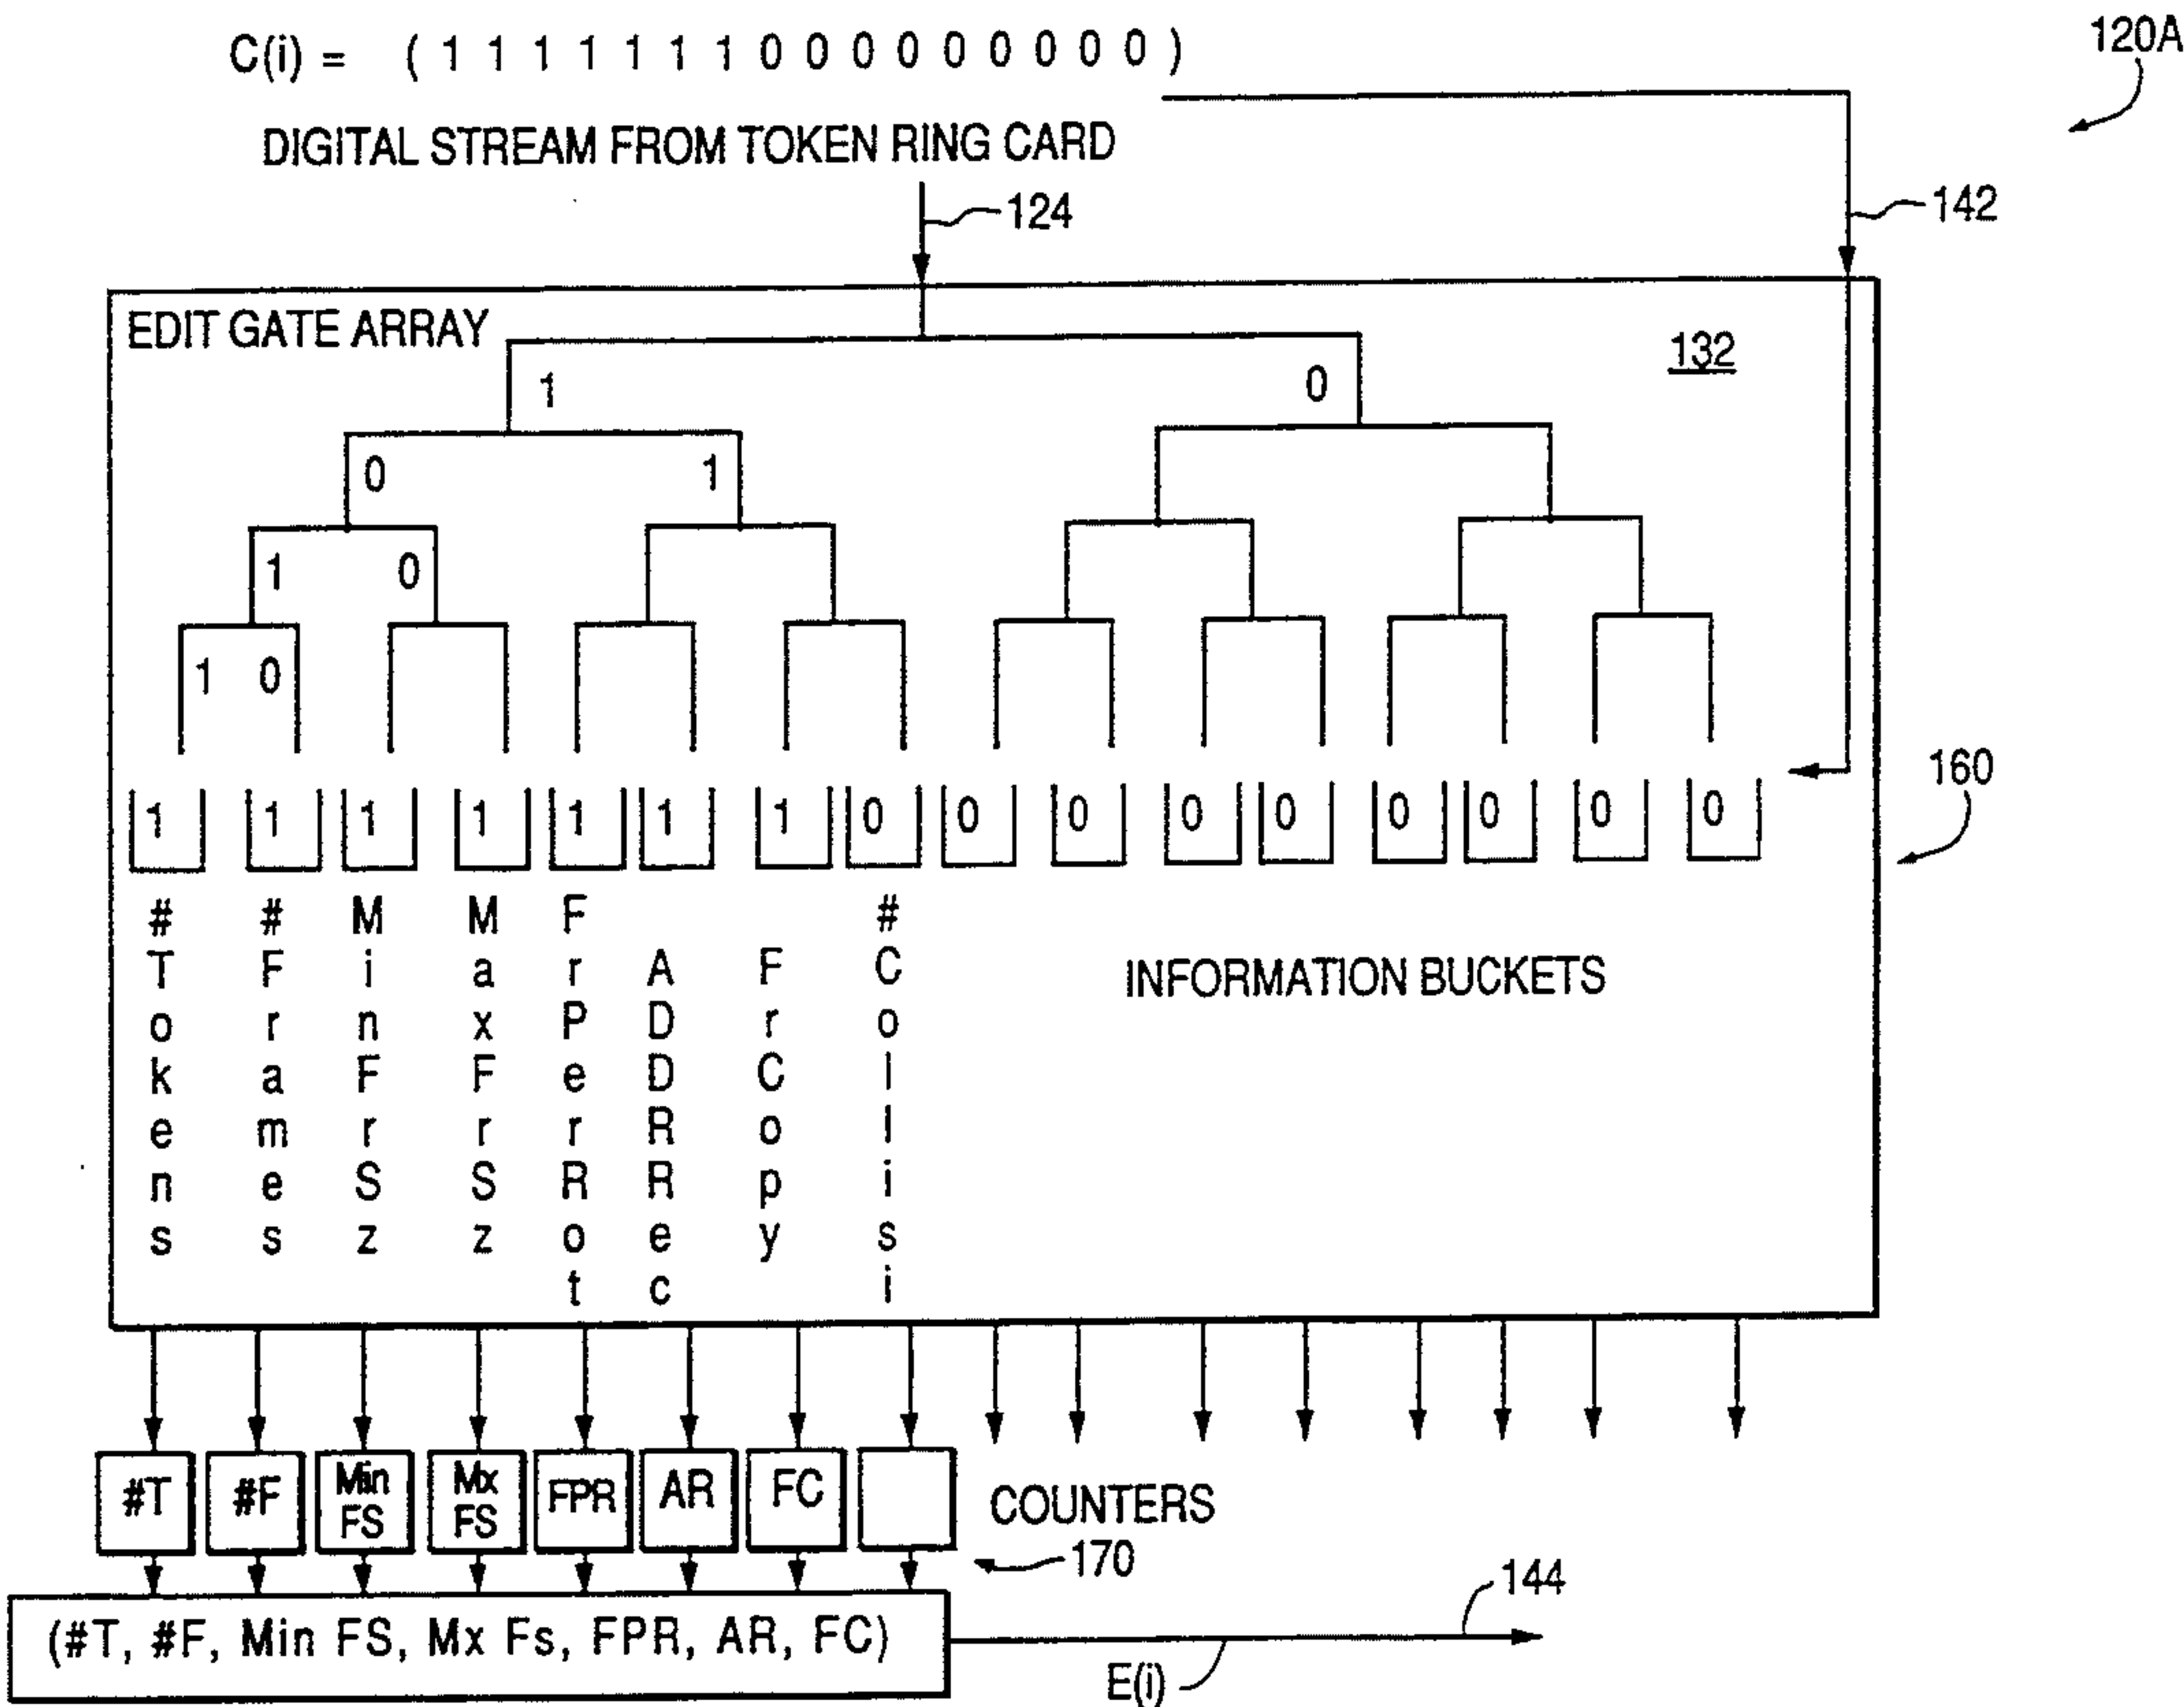 C(i) = ( 1 1 1 1 1 1 1 0 0 0 0 0 0 0 0 0 )
120A
DIGITAL STREAM FROM TOKEN RING CARD
124
142
EDIT GATE ARRAY
132
1 0
0 1
1 0
1 0
160
1 1 1 1 1 1 1 0 0 0 0 0 0 0 0 0
#Tokens
#Frames
MinFrSz
MaxFrSz
FrPerRot
ADDRRec
FrCopy
#Collisi
INFORMATION BUCKETS
#T
#F
Min
FS
Mx
FS
FPR
AR
FC
COUNTERS
170
(#T, #F, Min FS, Mx Fs, FPR, AR, FC)
144
E(i)